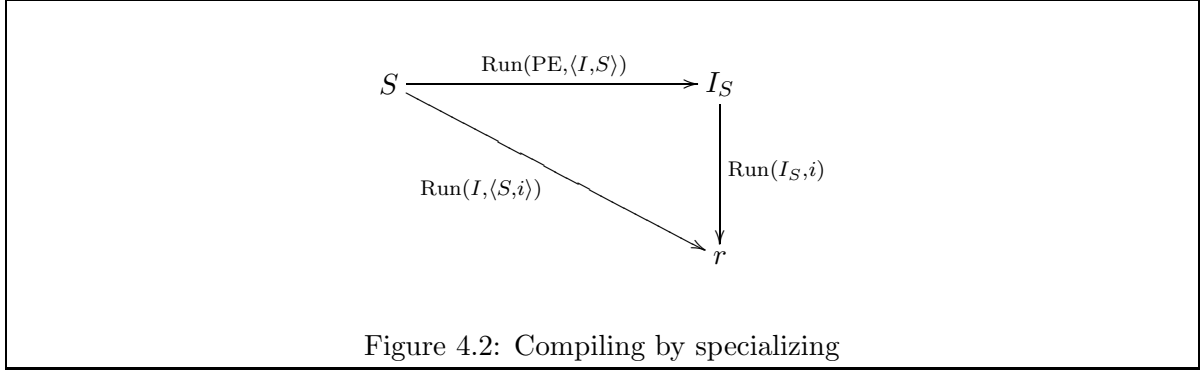 Run(PE,⟨I,S⟩)
S
I_S
Run(I_S,i)
Run(I,⟨S,i⟩)
r
Figure 4.2: Compiling by specializing